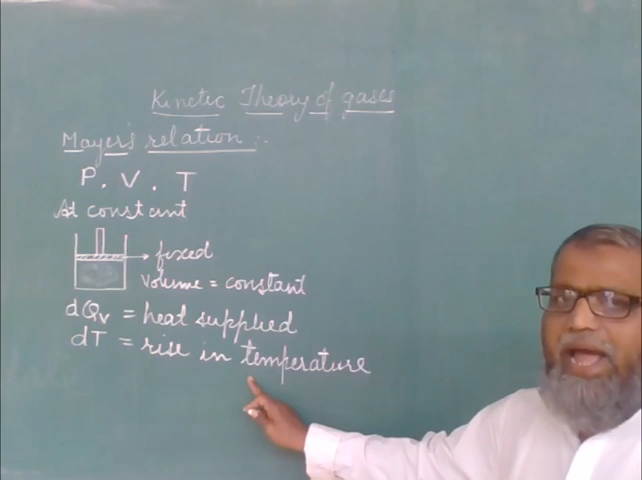 Kinetic Theory of gases
Mayer's relation :-
P. V. T
At constant
fixed
Volume = constant
dQv = heat supplied
dT = rise in temperature